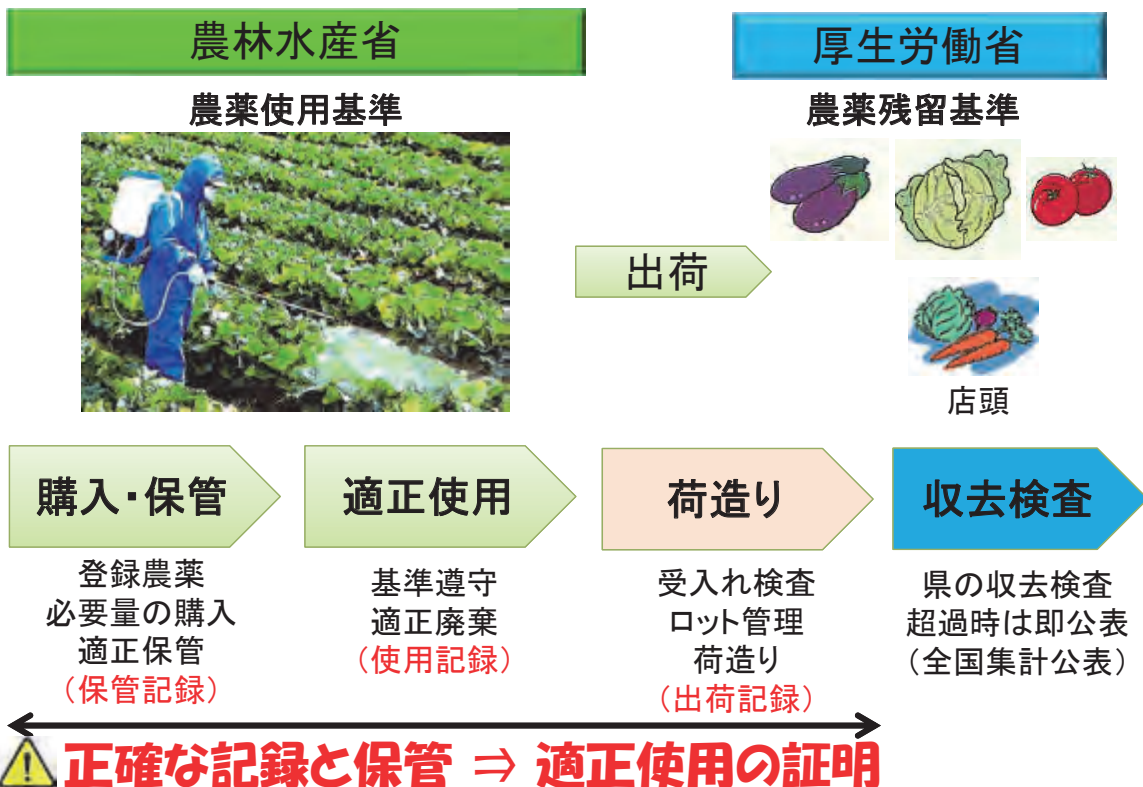 農林水産省
厚生労働省
農薬使用基準
農薬残留基準
出荷
店頭
購入・保管
適正使用
荷造り
収去検査
登録農薬
必要量の購入
適正保管
（保管記録）
基準遵守
適正廃棄
（使用記録）
受入れ検査
ロット管理
荷造り
（出荷記録）
県の収去検査
超過時は即公表
（全国集計公表）
正確な記録と保管 ⇒ 適正使用の証明